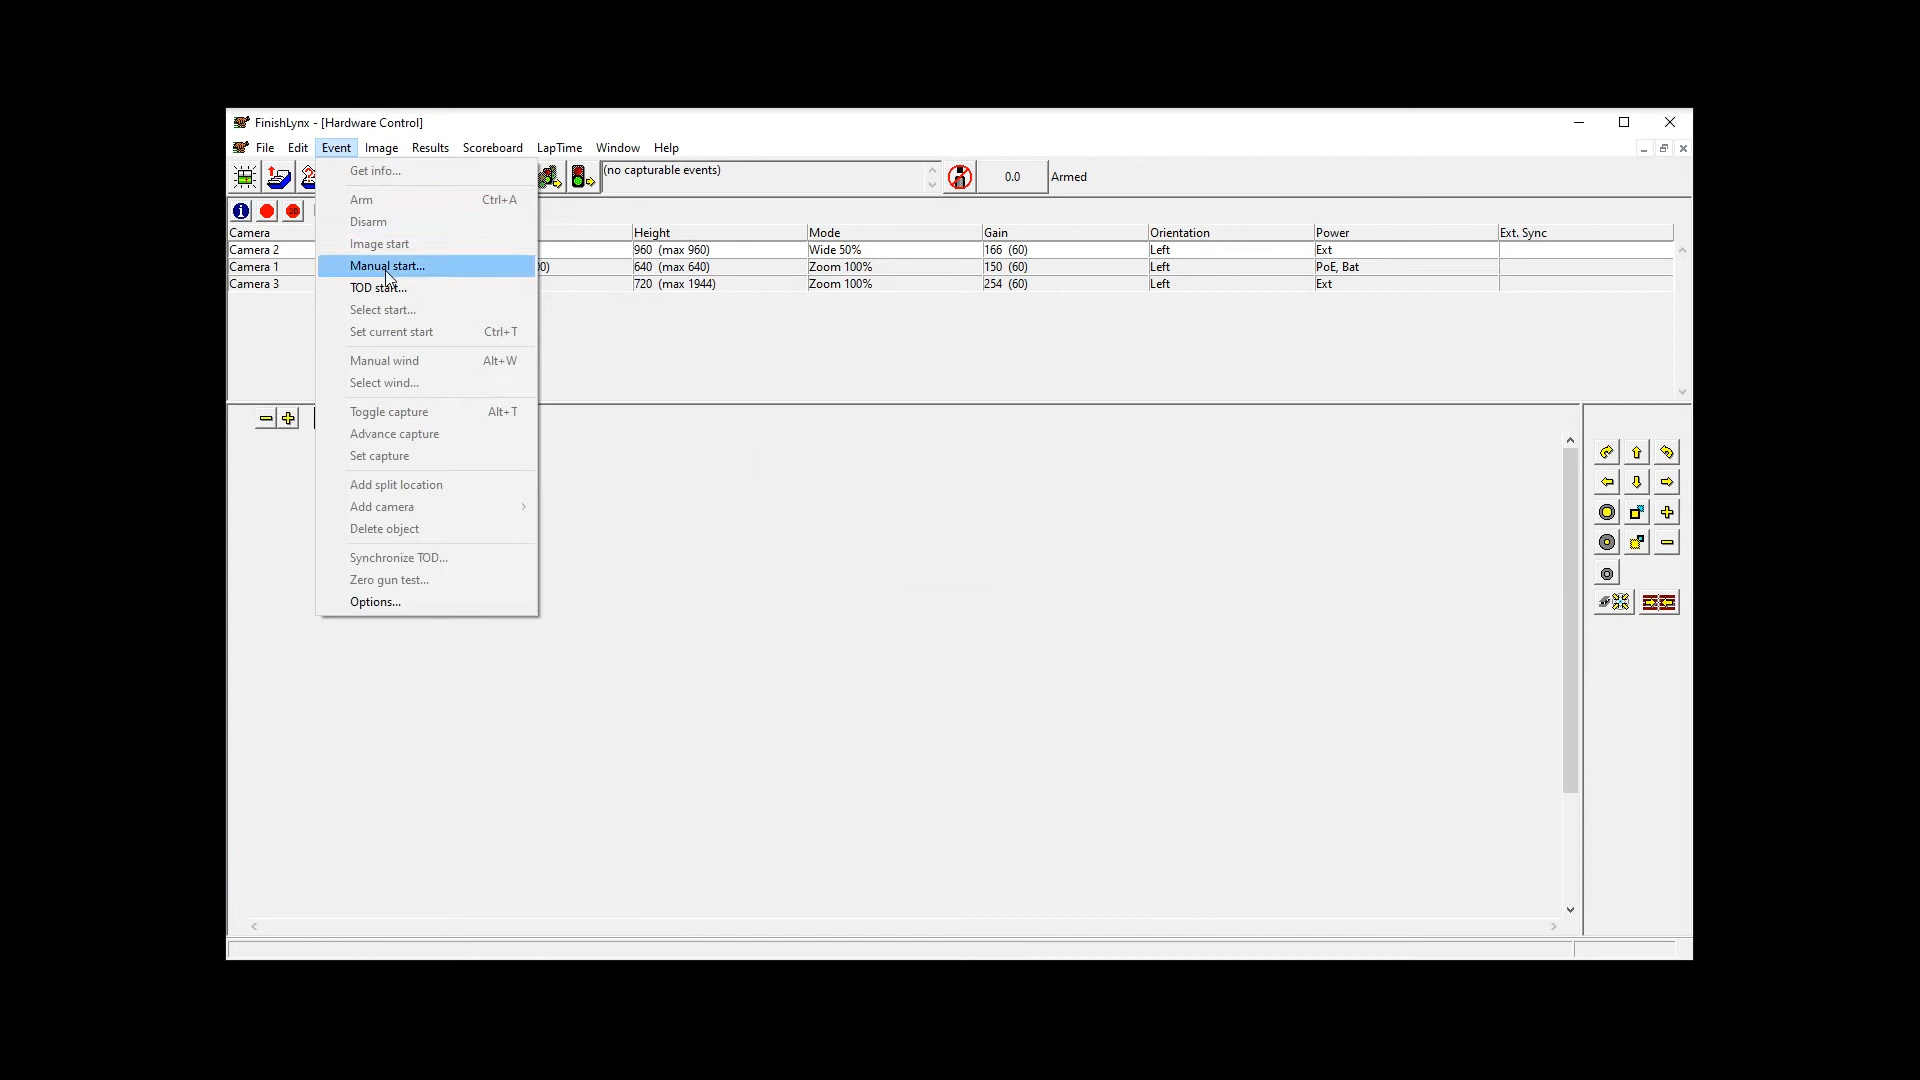 FinishLynx - [Hardware Control]
File Edit Event Image Results Scoreboard LapTime Window Help
(no capturable events) 0.0 Armed
Camera Height Mode Gain Orientation Power Ext. Sync
Camera 2 960 (max 960) Wide 50% 166 (60) Left Ext
Camera 1 00) 640 (max 640) Zoom 100% 150 (60) Left PoE, Bat
Camera 3 720 (max 1944) Zoom 100% 254 (60) Left Ext
Get info...
Arm Ctrl+A
Disarm
Image start
Manual start...
TOD start...
Select start...
Set current start Ctrl+T
Manual wind Alt+W
Select wind...
Toggle capture Alt+T
Advance capture
Set capture
Add split location
Add camera
Delete object
Synchronize TOD...
Zero gun test...
Options...